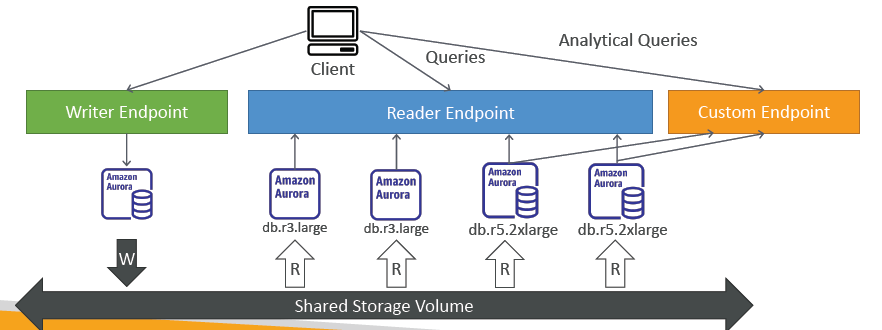 Client
Queries
Analytical Queries
Writer Endpoint
Reader Endpoint
Custom Endpoint
Amazon
Aurora
Amazon
Aurora
db.r3.large
Amazon
Aurora
db.r3.large
Amazon
Aurora
db.r5.2xlarge
Amazon
Aurora
db.r5.2xlarge
W
R
R
R
R
Shared Storage Volume